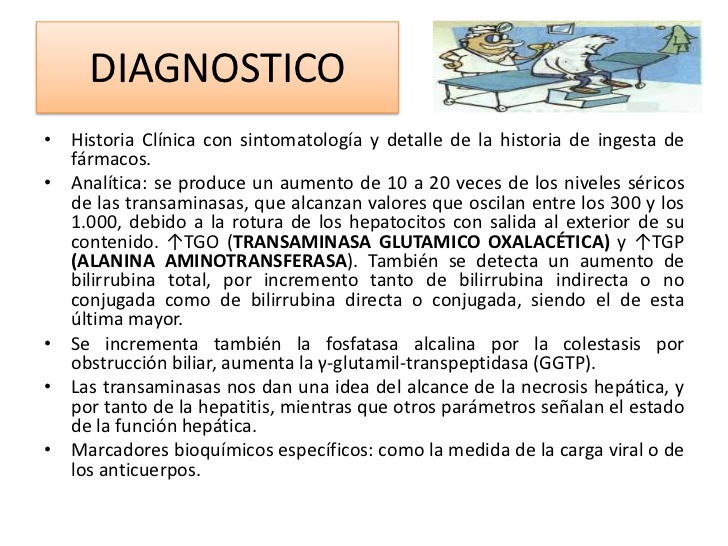 DIAGNOSTICO
• Historia Clínica con sintomatología y detalle de la historia de ingesta de
fármacos.
• Analítica: se produce un aumento de 10 a 20 veces de los niveles séricos
de las transaminasas, que alcanzan valores que oscilan entre los 300 y los
1.000, debido a la rotura de los hepatocitos con salida al exterior de su
contenido. ↑TGO (TRANSAMINASA GLUTAMICO OXALACÉTICA) y ↑TGP
(ALANINA AMINOTRANSFERASA). También se detecta un aumento de
bilirrubina total, por incremento tanto de bilirrubina indirecta o no
conjugada como de bilirrubina directa o conjugada, siendo el de esta
última mayor.
• Se incrementa también la fosfatasa alcalina por la colestasis por
obstrucción biliar, aumenta la γ-glutamil-transpeptidasa (GGTP).
• Las transaminasas nos dan una idea del alcance de la necrosis hepática, y
por tanto de la hepatitis, mientras que otros parámetros señalan el estado
de la función hepática.
• Marcadores bioquímicos específicos: como la medida de la carga viral o de
los anticuerpos.